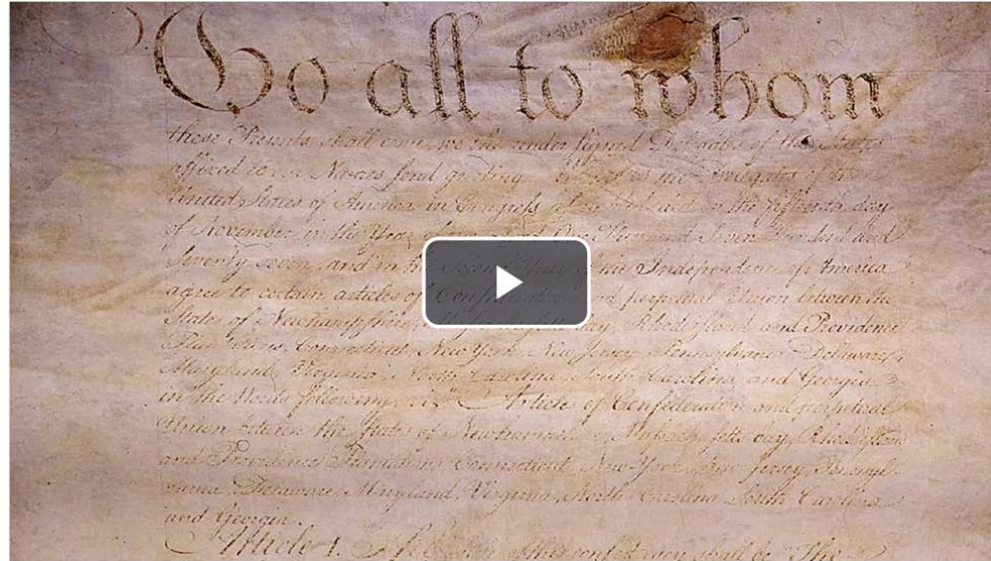 To all to whom
these Presents shall come, we the under signed Delegates of the States
affixed to our Names send greeting. Whereas the Delegates of the
United States of America in Congress assembled did on the fifteenth day
of November in the Year of our Lord One Thousand Seven Hundred and
Seventy seven, and in the Second Year of the Independence of America
agree to certain articles of Confederation and perpetual Union between the
States of Newhampshire, Massachusetts-bay, Rhodeisland and Providence
Plantations, Connecticut, New York, New Jersey, Pennsylvania, Delaware,
Maryland, Virginia, North-Carolina, South-Carolina, and Georgia
in the Words following, viz. "Articles of Confederation and perpetual
Union between the States of Newhampshire, Massachusetts-bay, Rhodeisland
and Providence Plantations, Connecticut, New-York, New-Jersey, Pennsyl-
vania, Delaware, Maryland, Virginia, North-Carolina, South-Carolina
and Georgia.
Article I. The of this confederacy shall be "The